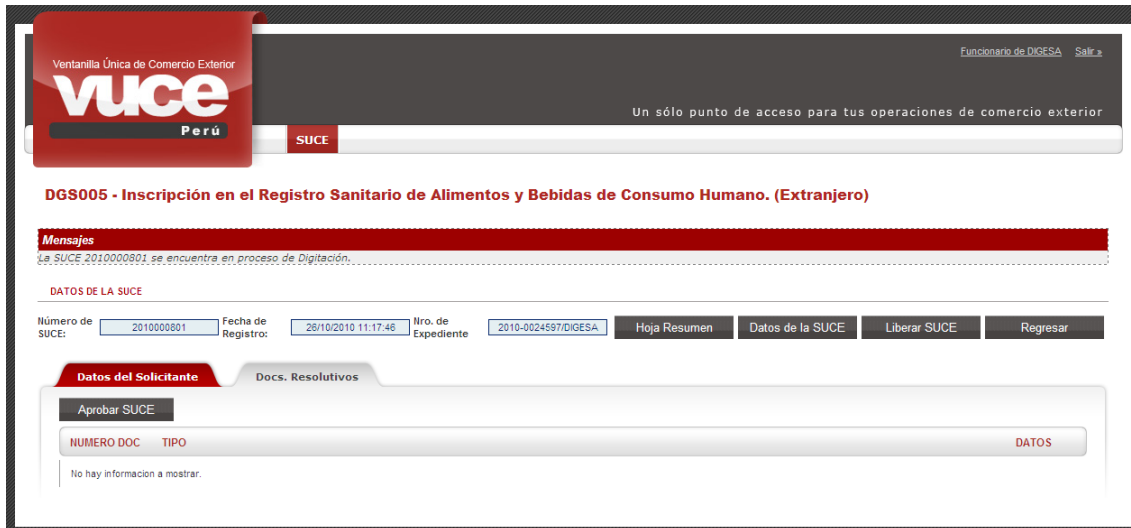 Ventanilla Única de Comercio Exterior
vuce
Perú
Funcionario de DIGESA Salir »
Un sólo punto de acceso para tus operaciones de comercio exterior
SUCE
DGS005 - Inscripción en el Registro Sanitario de Alimentos y Bebidas de Consumo Humano. (Extranjero)
Mensajes
La SUCE 2010000801 se encuentra en proceso de Digitación.
DATOS DE LA SUCE
Número de SUCE: 2010000801 Fecha de Registro: 26/10/2010 11:17:46 Nro. de Expediente 2010-0024597/DIGESA Hoja Resumen Datos de la SUCE Liberar SUCE Regresar
Datos del Solicitante Docs. Resolutivos
Aprobar SUCE
NUMERO DOC TIPO DATOS
No hay informacion a mostrar.